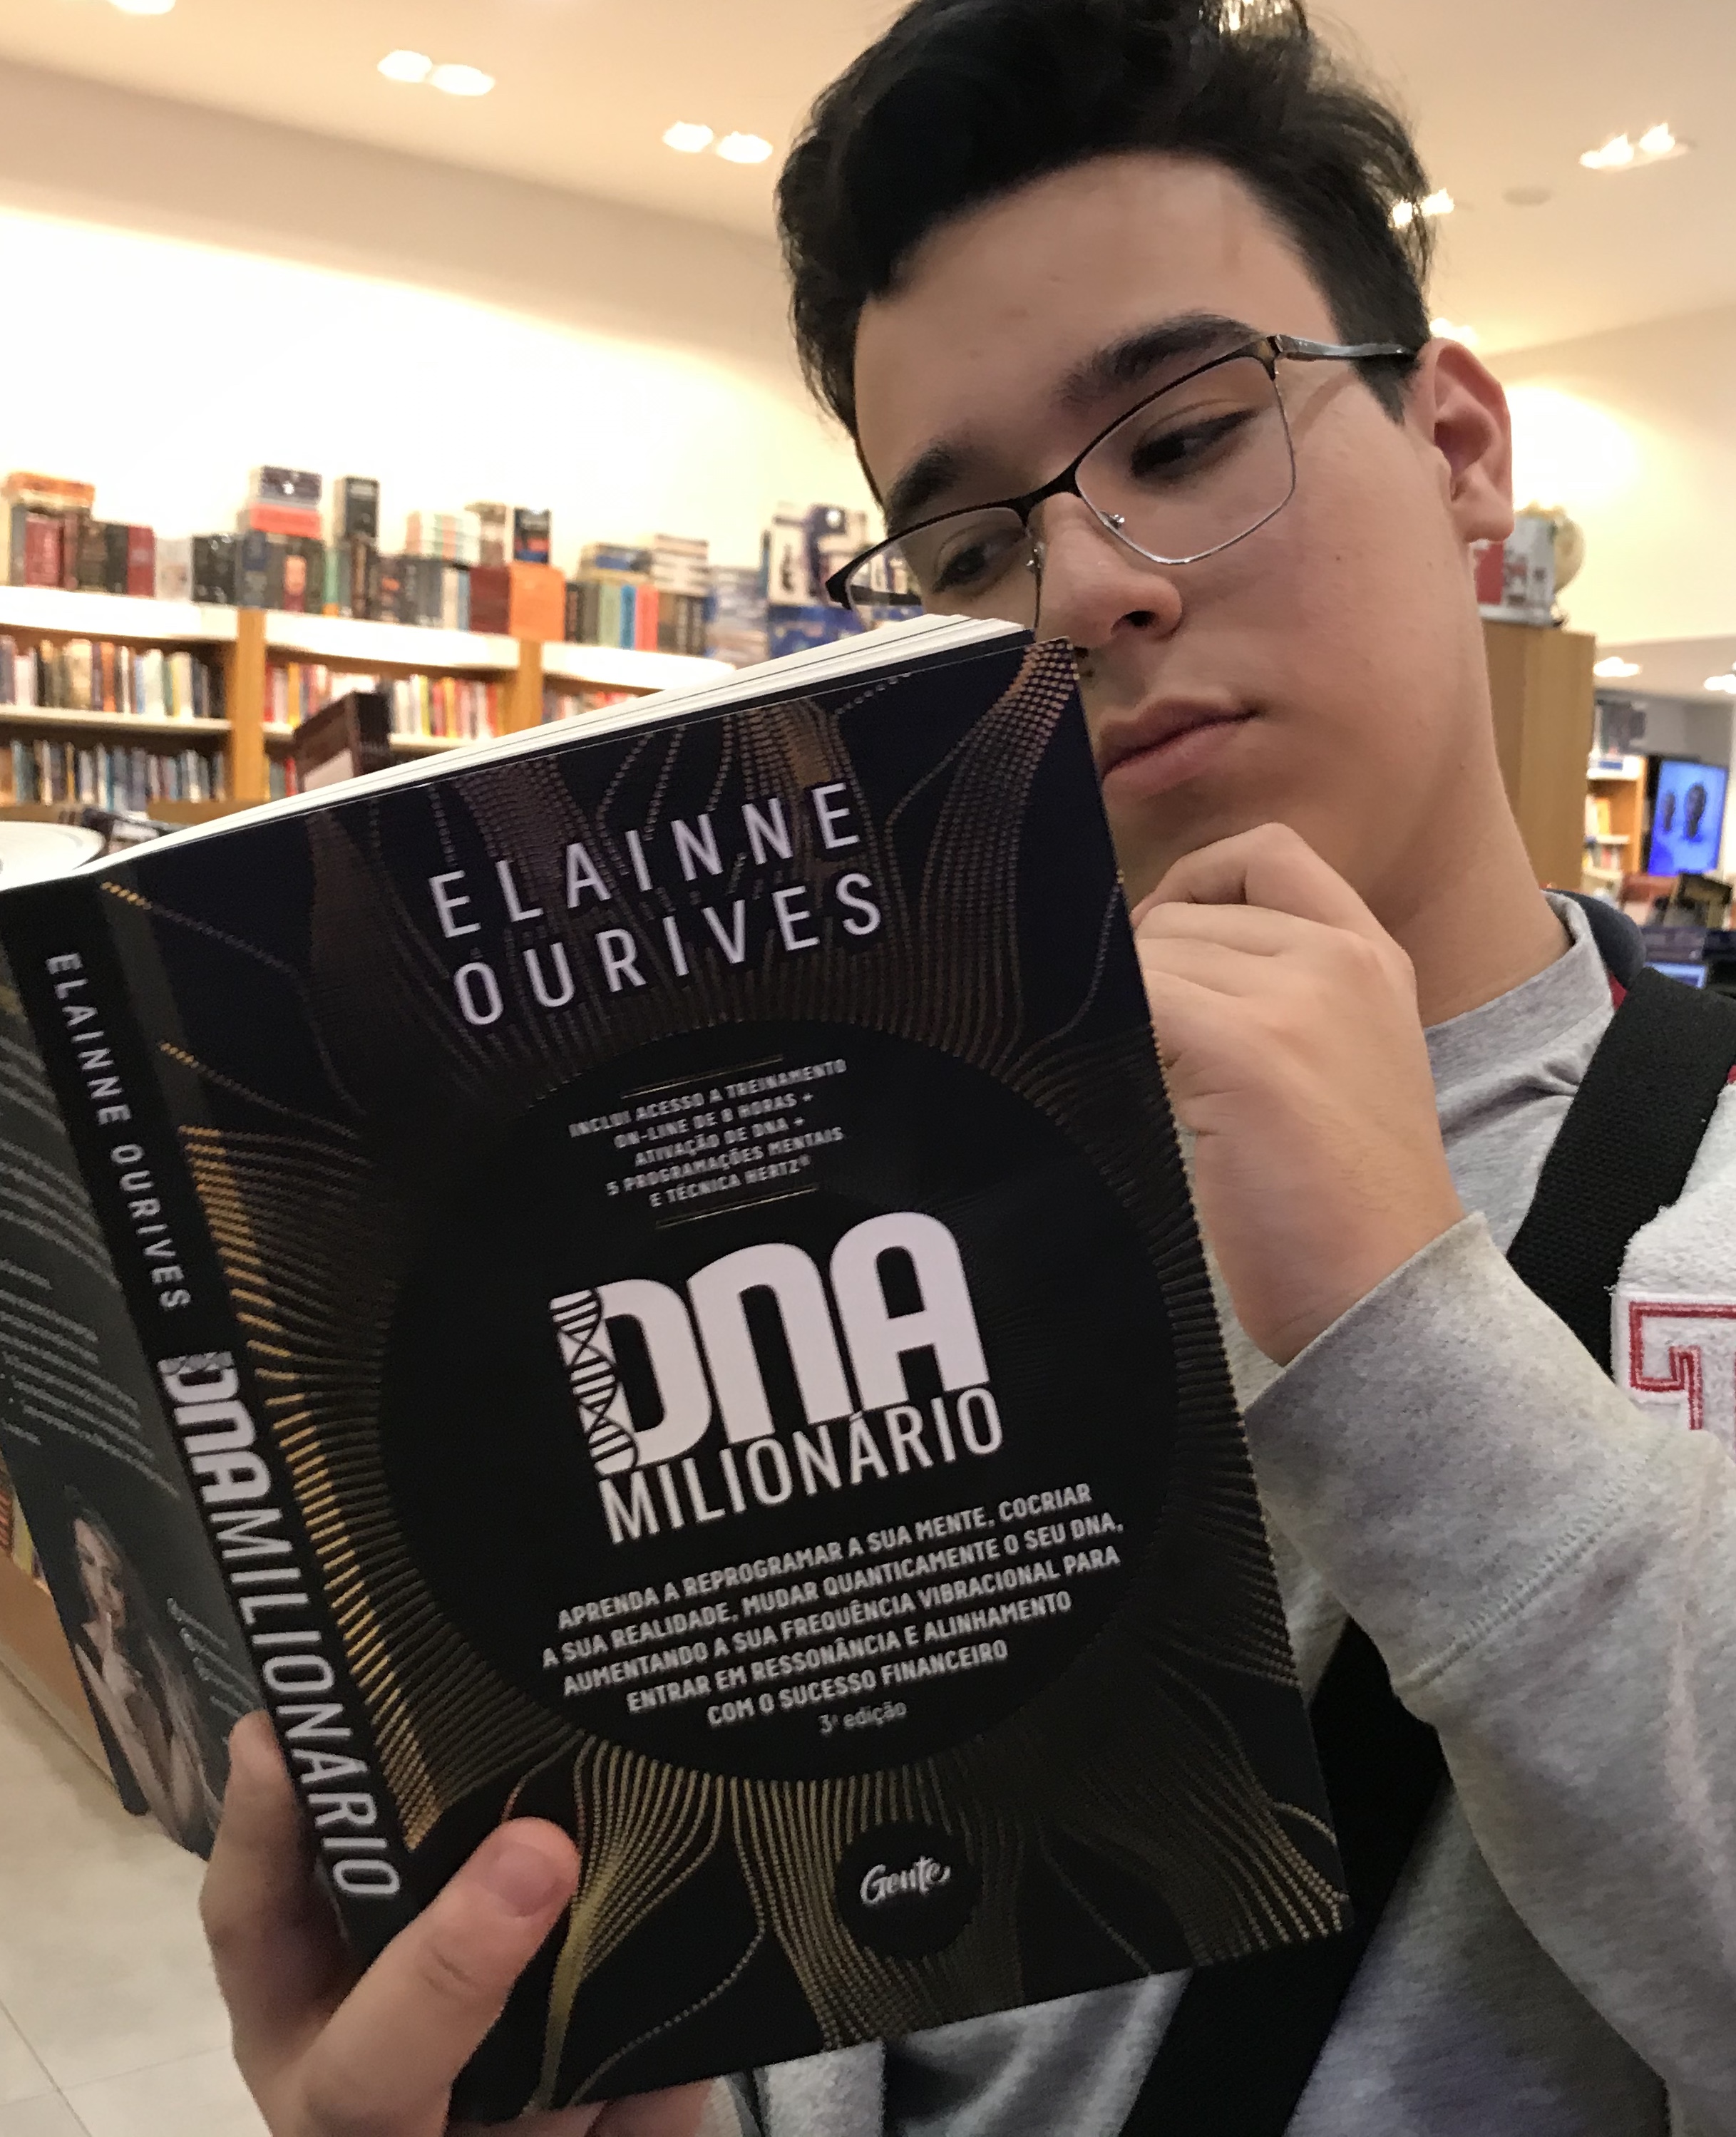 ELAINNE
OURIVES
INCLUI ACESSO A TREINAMENTO
ON-LINE DE 8 HORAS +
ATIVAÇÃO DE DNA +
5 PROGRAMAÇÕES MENTAIS
E TÉCNICA HERTZ®
DNA
MILIONÁRIO
APRENDA A REPROGRAMAR A SUA MENTE, COCRIAR
A SUA REALIDADE, MUDAR QUANTICAMENTE O SEU DNA,
AUMENTANDO A SUA FREQUÊNCIA VIBRACIONAL PARA
ENTRAR EM RESSONÂNCIA E ALINHAMENTO
COM O SUCESSO FINANCEIRO
3ª edição
Gente
ELAINNE OURIVES DNA MILIONÁRIO
T